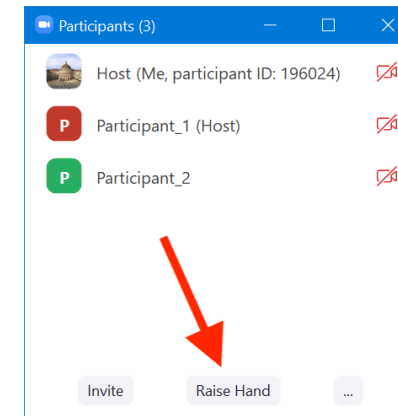 Participants (3)
Host (Me, participant ID: 196024)
P Participant_1 (Host)
P Participant_2
Invite Raise Hand ...